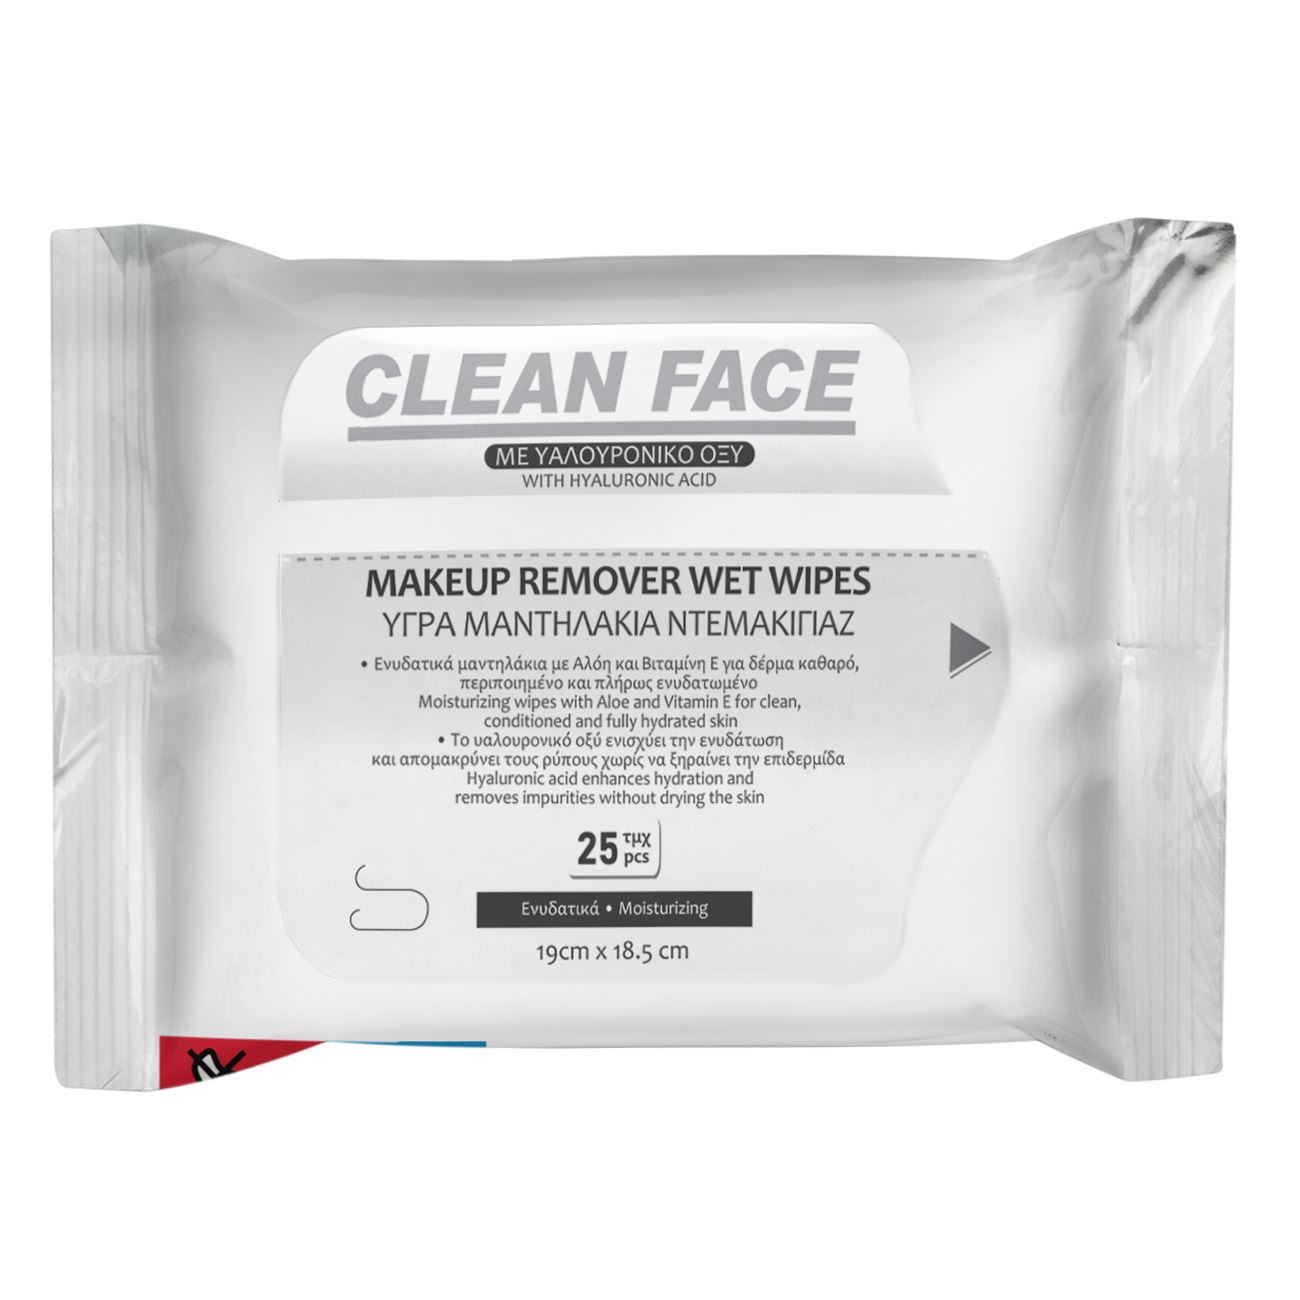 CLEAN FACE
ΜΕ ΥΑΛΟΥΡΟΝΙΚΟ ΟΞΥ
WITH HYALURONIC ACID
MAKEUP REMOVER WET WIPES
ΥΓΡΑ ΜΑΝΤΗΛΑΚΙΑ ΝΤΕΜΑΚΙΓΙΑΖ
• Ενυδατικά μαντηλάκια με Αλόη και Βιταμίνη Ε για δέρμα καθαρό,
περιποιημένο και πλήρως ενυδατωμένο
Moisturizing wipes with Aloe and Vitamin E for clean,
conditioned and fully hydrated skin
• Το υαλουρονικό οξύ ενισχύει την ενυδάτωση
και απομακρύνει τους ρύπους χωρίς να ξηραίνει την επιδερμίδα
Hyaluronic acid enhances hydration and
removes impurities without drying the skin
25 τμχ
pcs
Ενυδατικά • Moisturizing
19cm x 18.5 cm